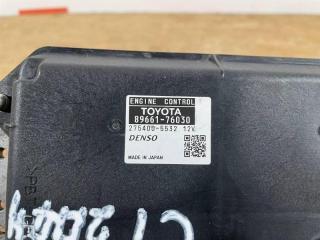 ENGINE CONTROL
TOYOTA
89661-76030
275400-5532 12V
DENSO
MADE IN JAPAN